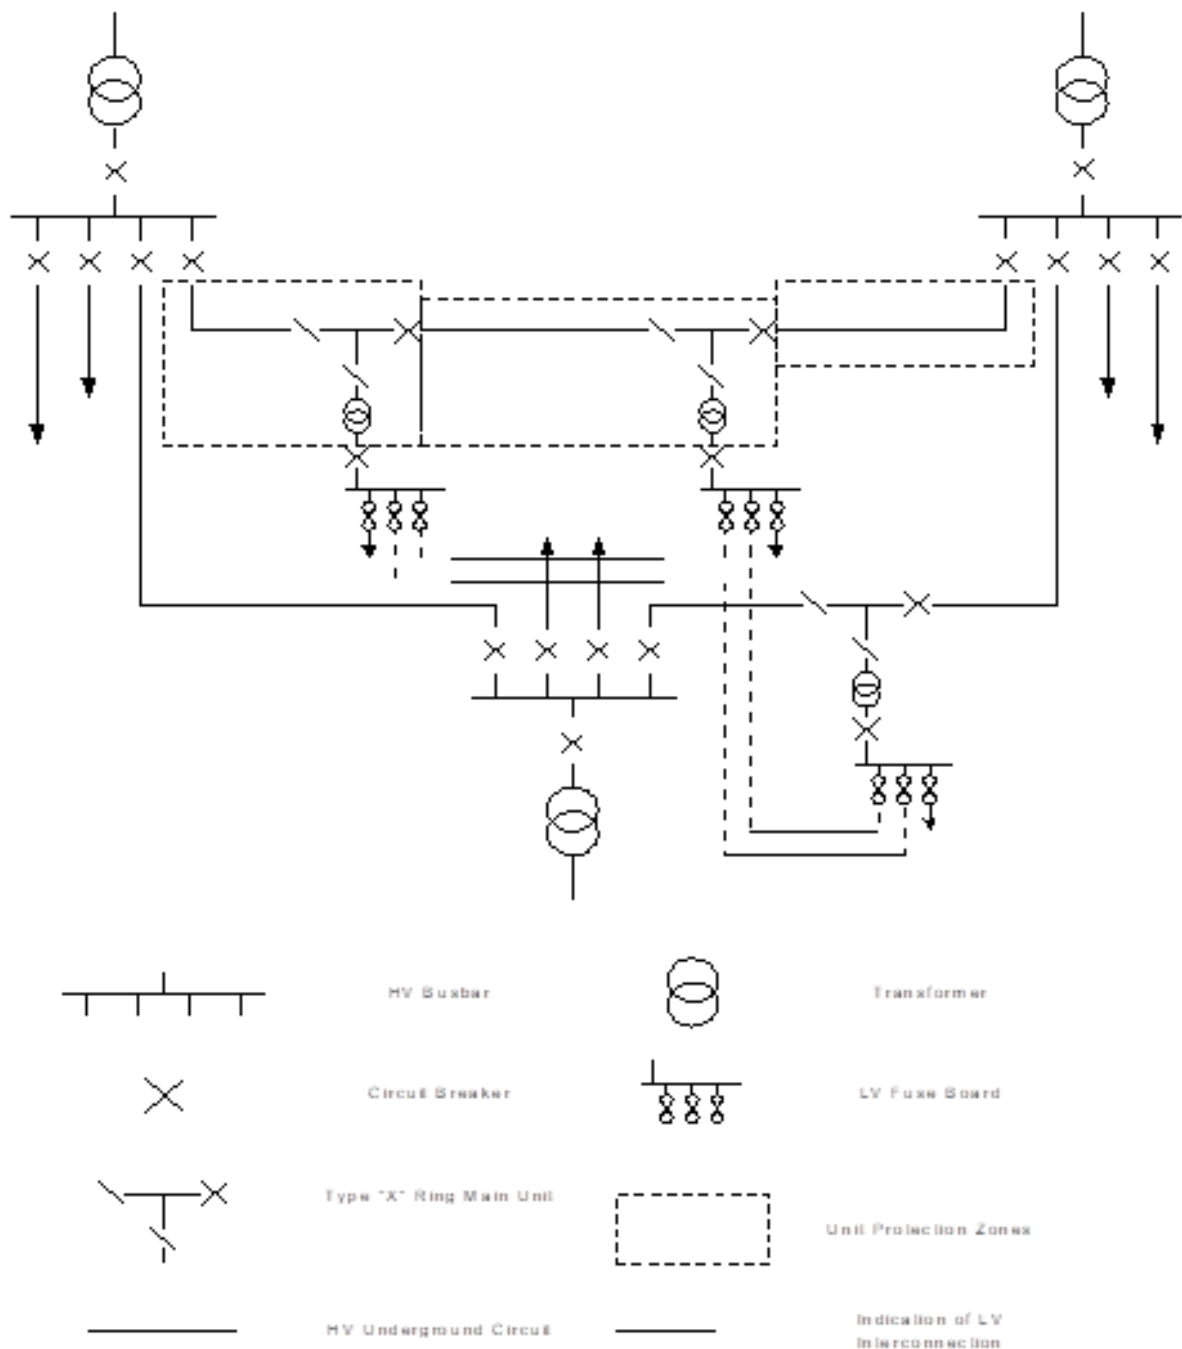 HV Busbar
Transformer
Circuit Breaker
LV Fuse Board
Type "X" Ring Main Unit
Unit Protection Zones
HV Underground Circuit
Indication of LV
Interconnection